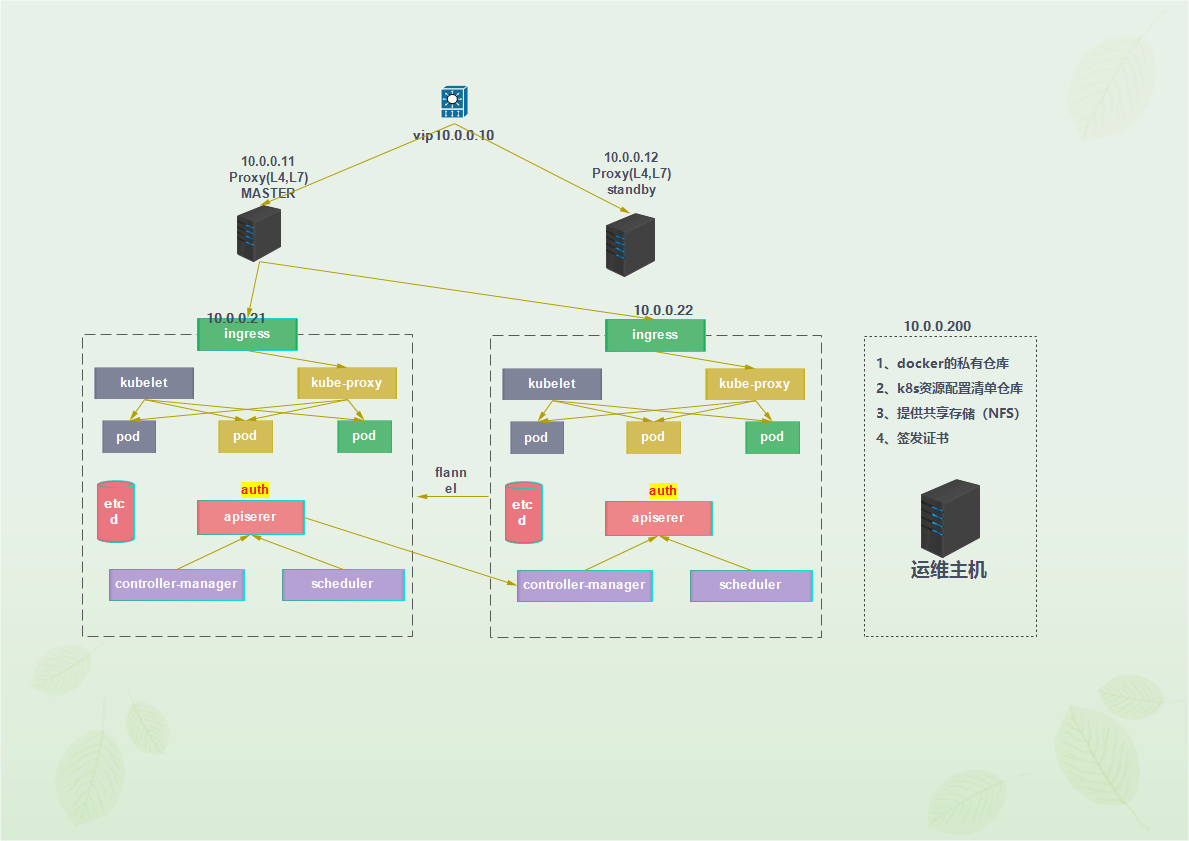 vip10.0.0.10
10.0.0.11
Proxy(L4,L7)
MASTER
10.0.0.12
Proxy(L4,L7)
standby
10.0.0.21
ingress
kubelet
kube-proxy
pod
pod
pod
etc
d
auth
apiserer
controller-manager
scheduler
flann
el
10.0.0.22
ingress
kubelet
kube-proxy
pod
pod
pod
etc
d
auth
apiserer
controller-manager
scheduler
10.0.0.200
1、docker的私有仓库
2、k8s资源配置清单仓库
3、提供共享存储（NFS）
4、签发证书
运维主机